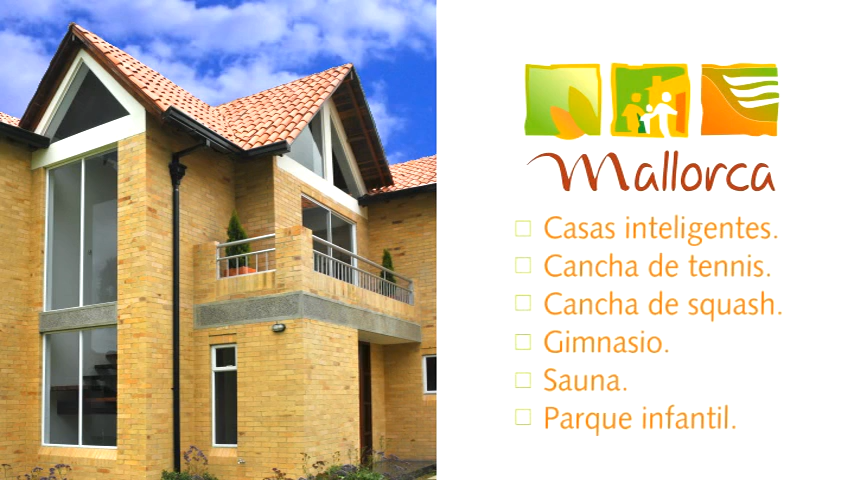 Mallorca
Casas inteligentes.
Cancha de tennis.
Cancha de squash.
Gimnasio.
Sauna.
Parque infantil.